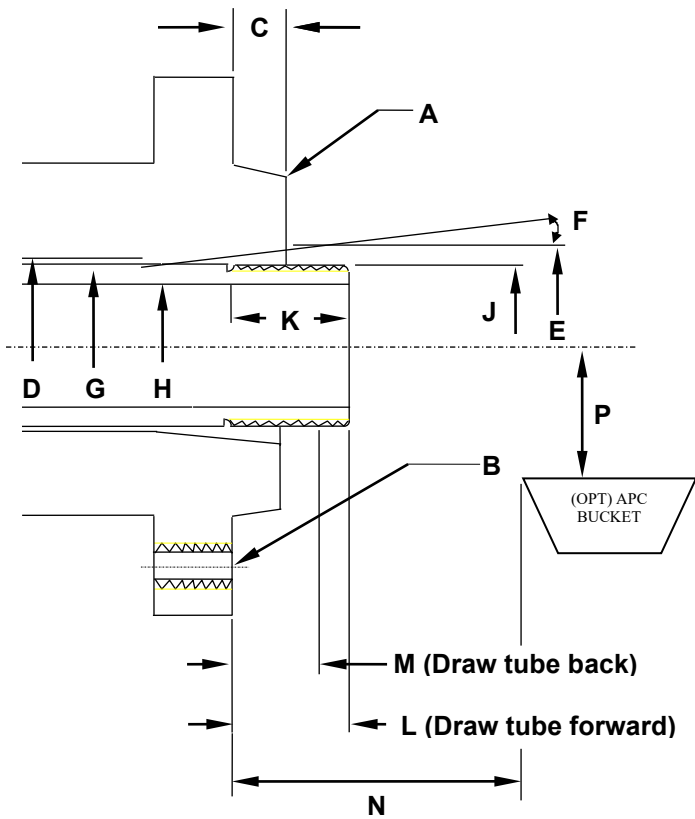 C
A
F
K
J
E
D
G
H
P
B
(OPT) APC
BUCKET
M (Draw tube back)
L (Draw tube forward)
N